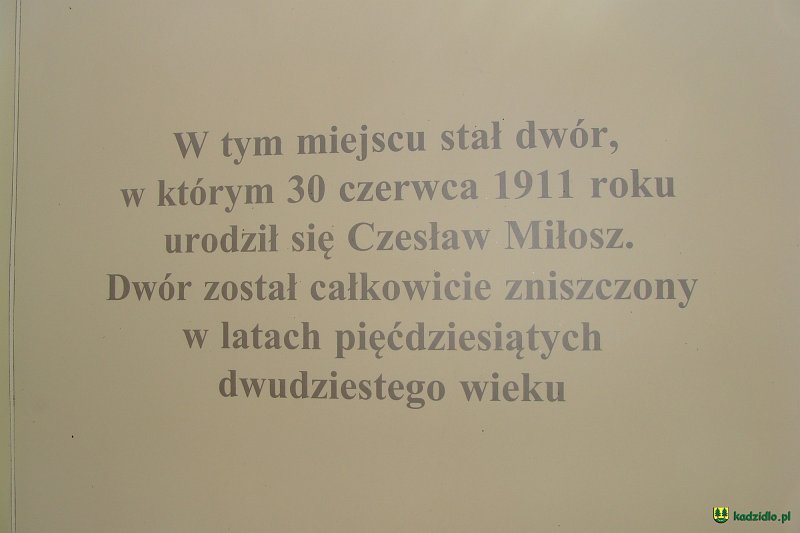 W tym miejscu stał dwór,
w którym 30 czerwca 1911 roku
urodził się Czesław Miłosz.
Dwór został całkowicie zniszczony
w latach pięćdziesiątych
dwudziestego wieku
kadzidlo.pl